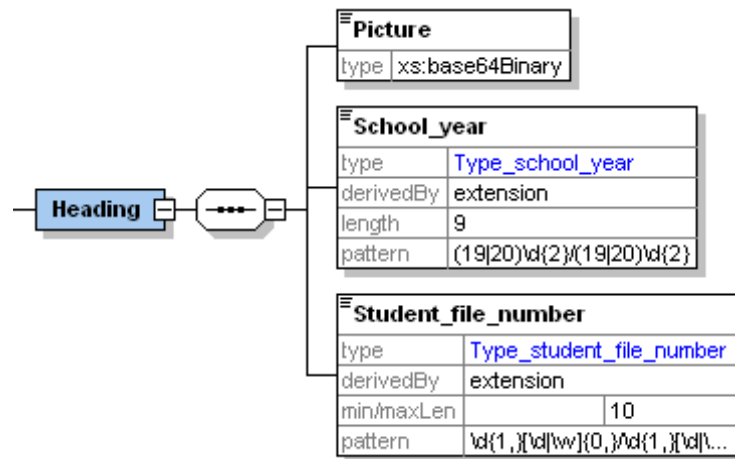 Heading
Picture
type xs:base64Binary
School_year
type Type_school_year
derivedBy extension
length 9
pattern (19|20)\d{2}/(19|20)\d{2}
Student_file_number
type Type_student_file_number
derivedBy extension
min/maxLen 10
pattern \d{1,}[\d|\w]{0,}/\d{1,}[\d|\...